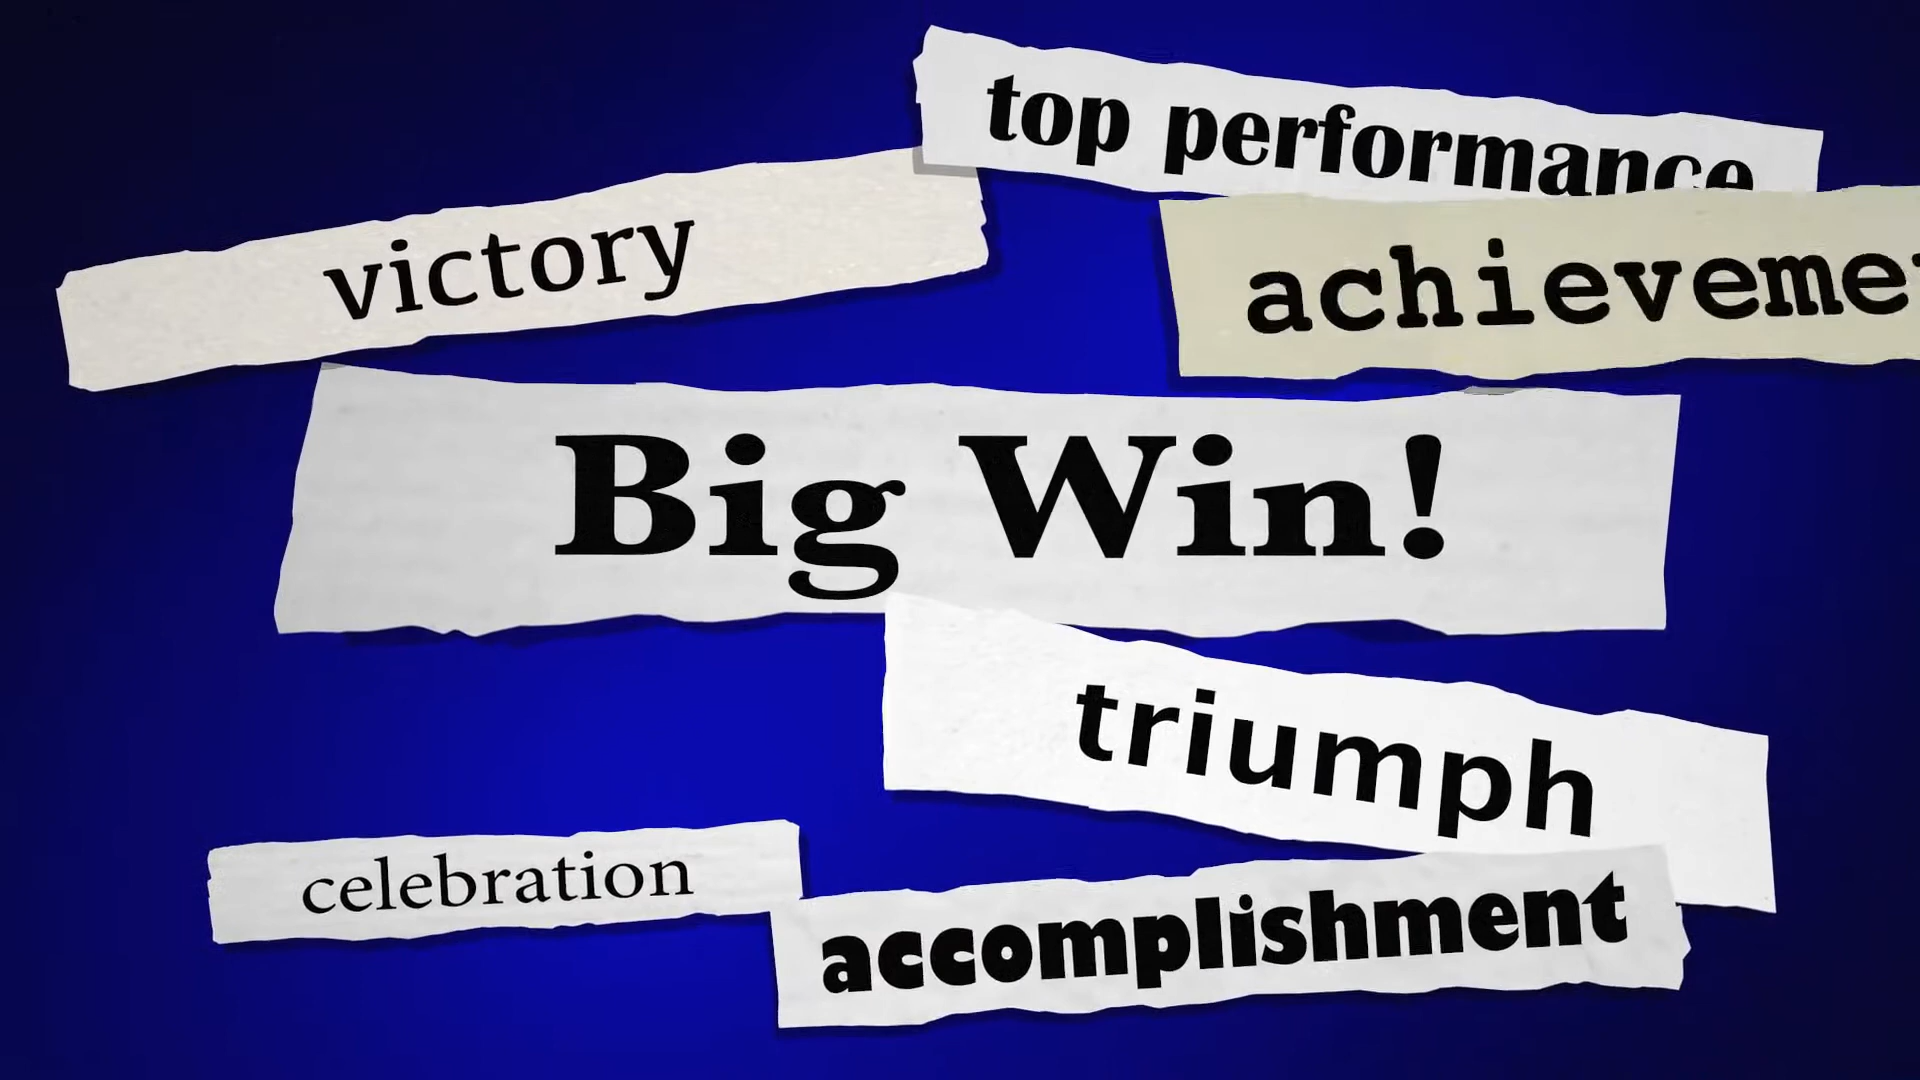 top performance
victory
achieveme
Big Win!
triumph
celebration
accomplishment